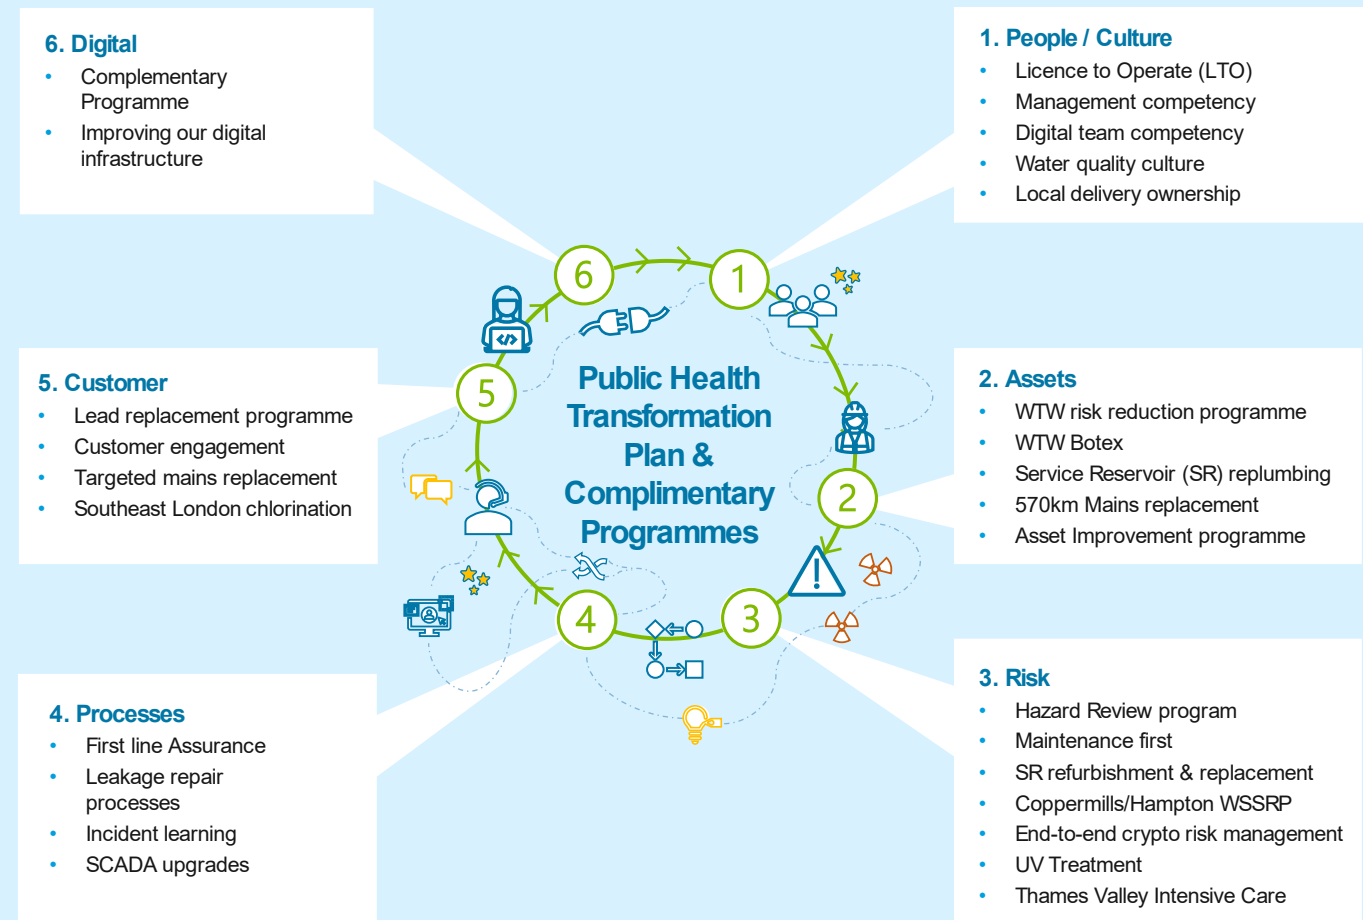 6. Digital
• Complementary
Programme
• Improving our digital
infrastructure
1. People / Culture
• Licence to Operate (LTO)
• Management competency
• Digital team competency
• Water quality culture
• Local delivery ownership
6
1
5. Customer
• Lead replacement programme
• Customer engagement
• Targeted mains replacement
• Southeast London chlorination
</>
5
Public Health
Transformation
Plan &
Complimentary
Programmes
2
2. Assets
• WTW risk reduction programme
• WTW Botex
• Service Reservoir (SR) replumbing
• 570km Mains replacement
• Asset Improvement programme
!
4
3
4. Processes
• First line Assurance
• Leakage repair
processes
• Incident learning
• SCADA upgrades
3. Risk
• Hazard Review program
• Maintenance first
• SR refurbishment & replacement
• Coppermills/Hampton WSSRP
• End-to-end crypto risk management
• UV Treatment
• Thames Valley Intensive Care